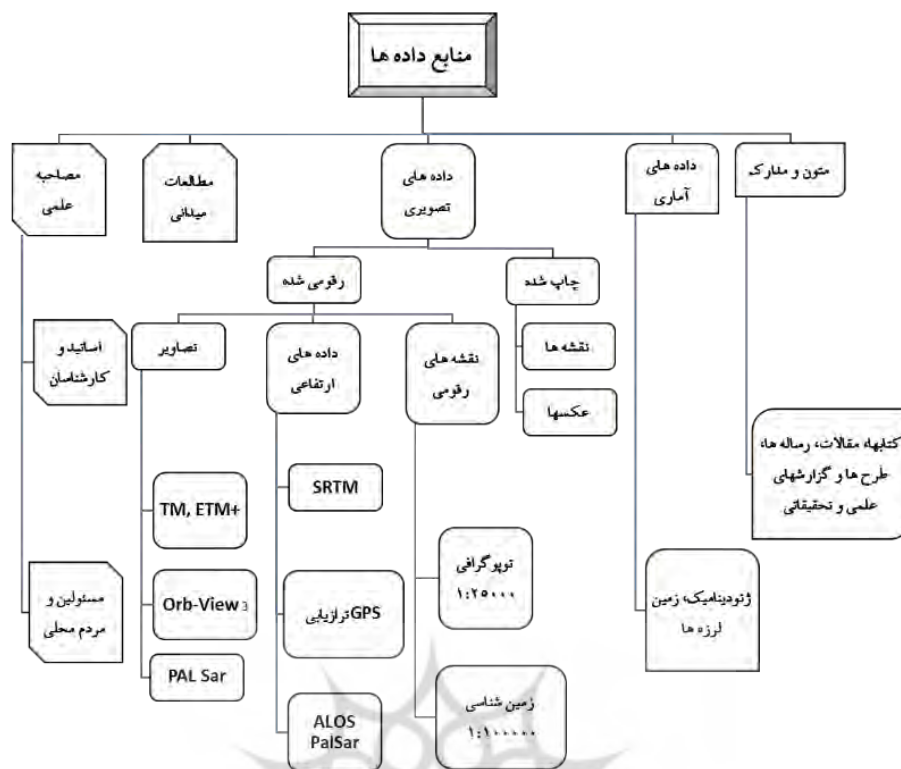 منابع داده ها
متون و مدارک
داده های
آماری
داده های
تصویری
مطالعات
میدانی
مصاحبه
علمی
چاپ شده
رقومی شده
نقشه ها
عکسها
نقشه های
رقومی
داده های
ارتفاعی
تصاویر
اساتید و
کارشناسان
کتابها، مقالات، رساله ها،
طرح ها و گزارشهای
علمی و تحقیقاتی
SRTM
TM, ETM+
توپوگرافی
۱:۲۵۰۰۰
ژئودینامیک، زمین
لرزه ها
ترازیابی GPS
Orb-View 3
مسئولین و
مردم محلی
PAL Sar
زمین شناسی
۱:۱۰۰۰۰۰
ALOS
PalSar